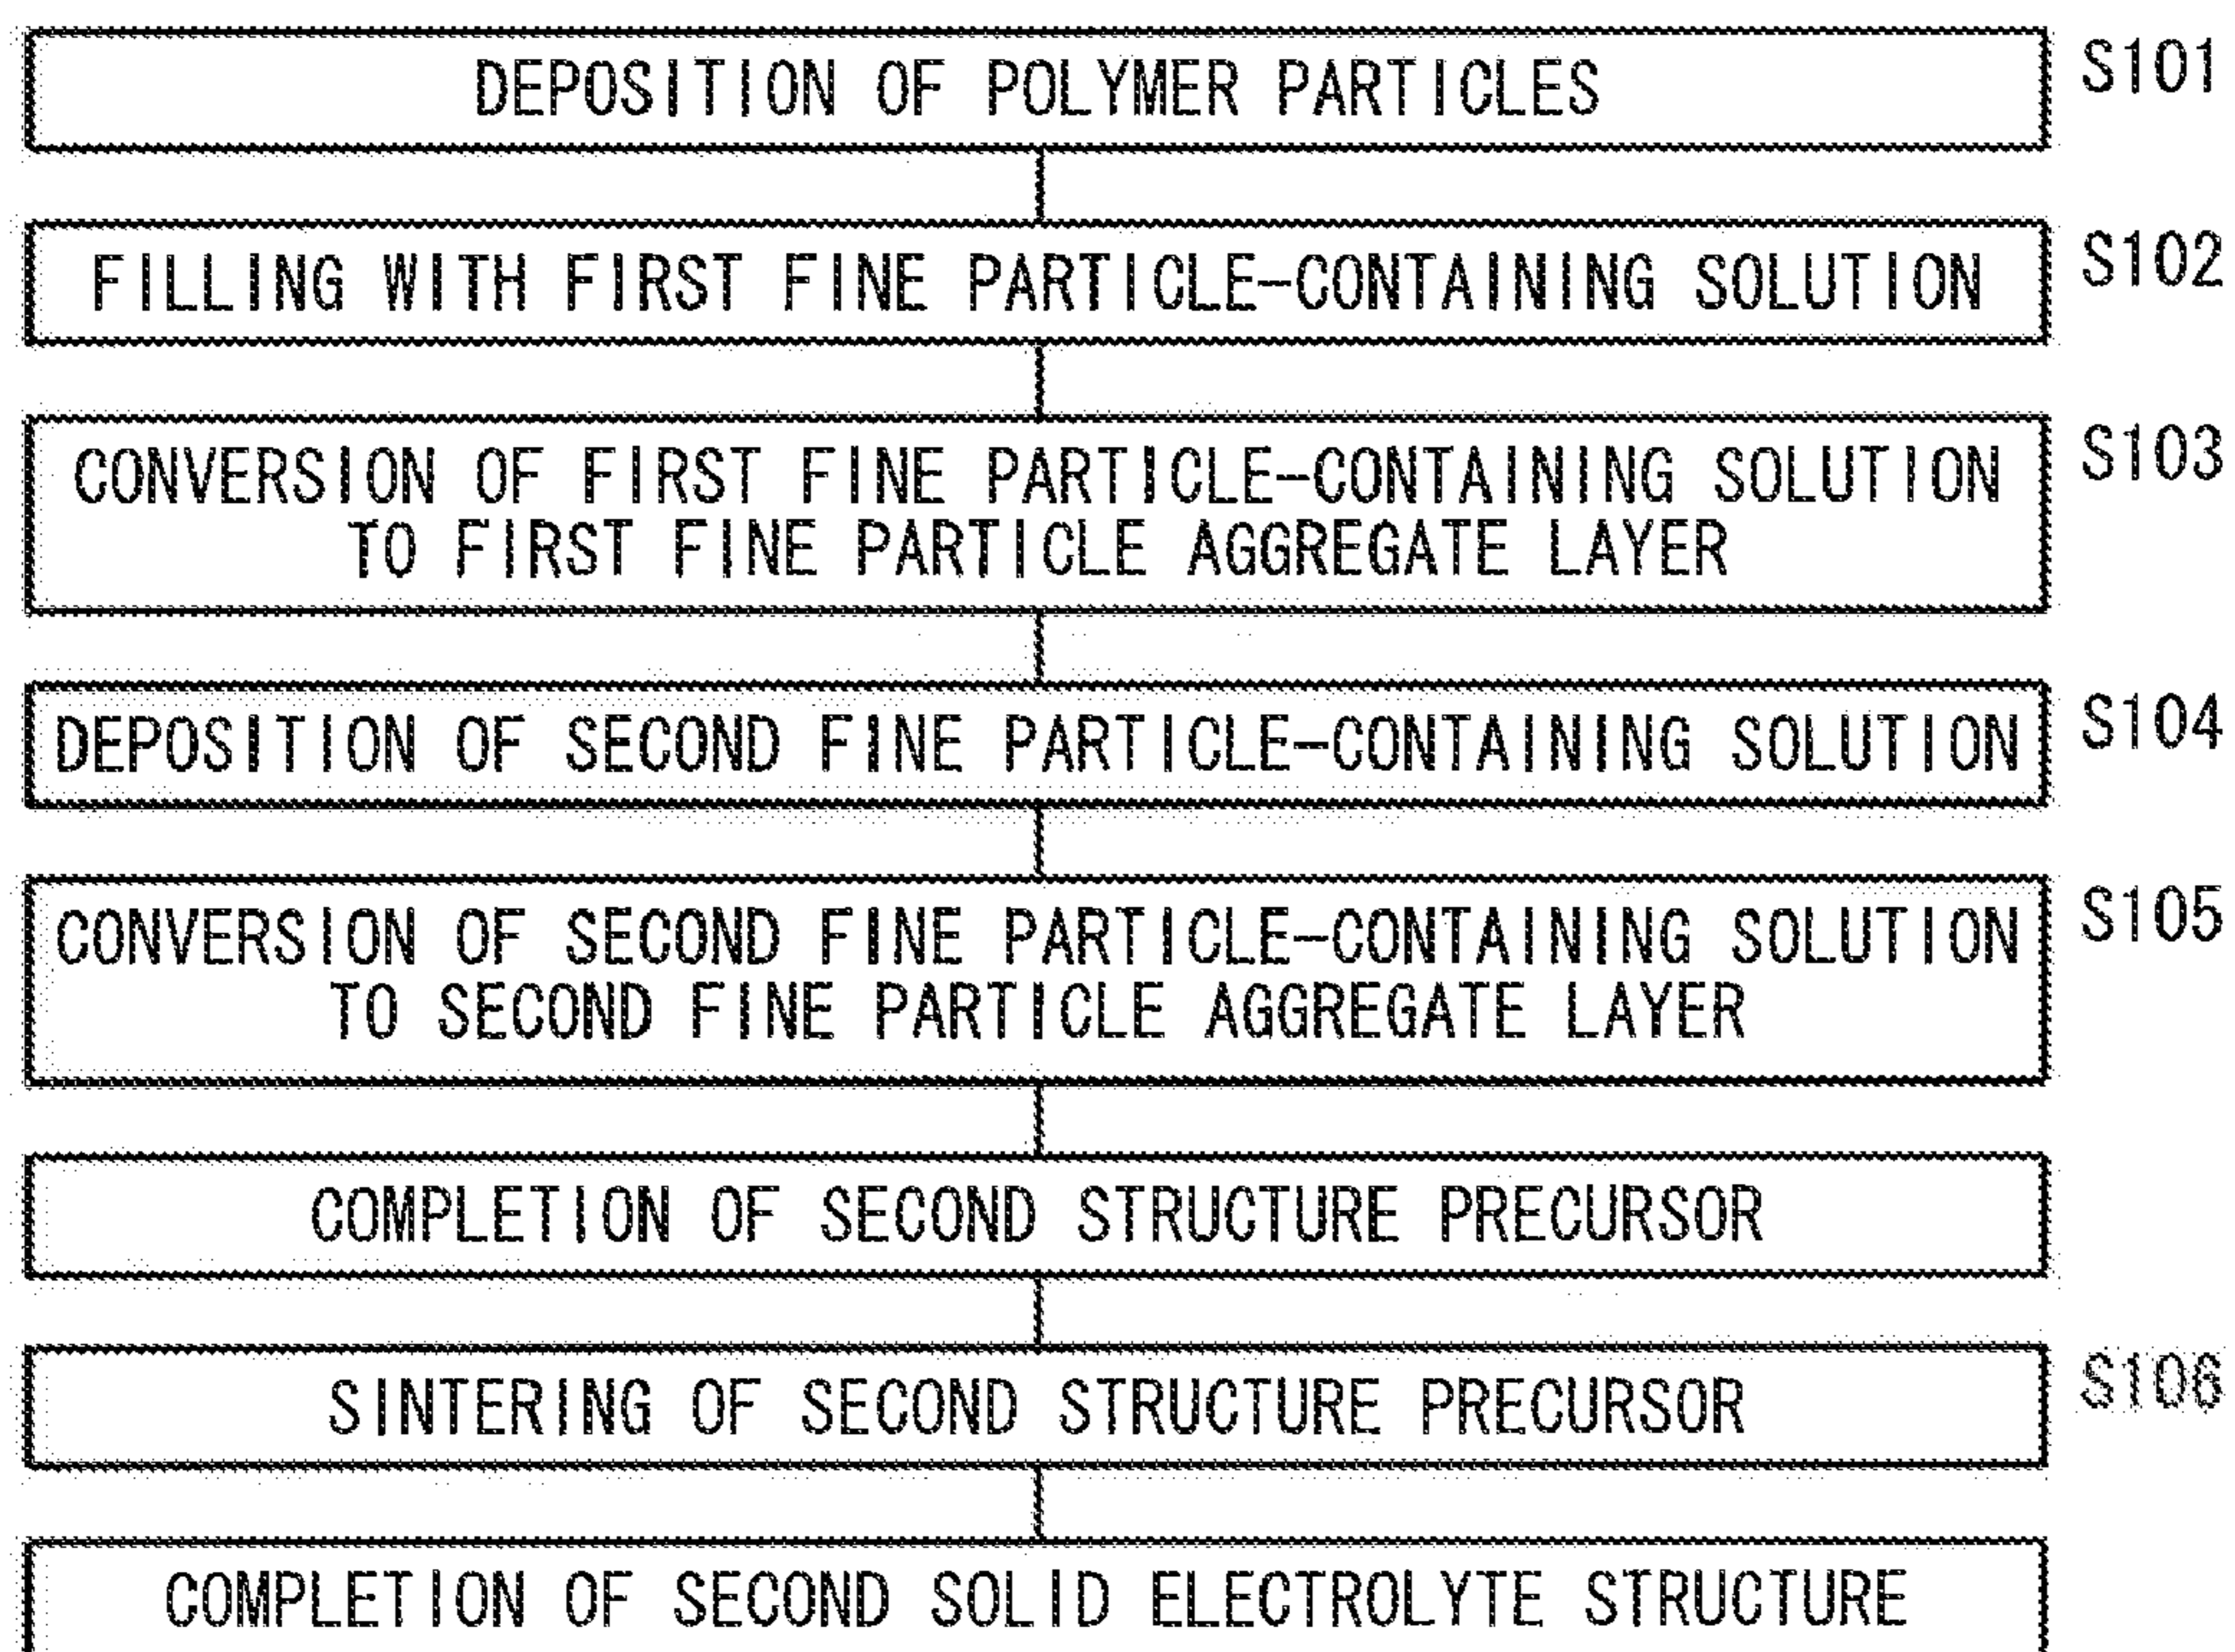 DEPOSITION OF POLYMER PARTICLES S101
FILLING WITH FIRST FINE PARTICLE-CONTAINING SOLUTION S102
CONVERSION OF FIRST FINE PARTICLE-CONTAINING SOLUTION S103
TO FIRST FINE PARTICLE AGGREGATE LAYER
DEPOSITION OF SECOND FINE PARTICLE-CONTAINING SOLUTION S104
CONVERSION OF SECOND FINE PARTICLE-CONTAINING SOLUTION S105
TO SECOND FINE PARTICLE AGGREGATE LAYER
COMPLETION OF SECOND STRUCTURE PRECURSOR
SINTERING OF SECOND STRUCTURE PRECURSOR S106
COMPLETION OF SECOND SOLID ELECTROLYTE STRUCTURE